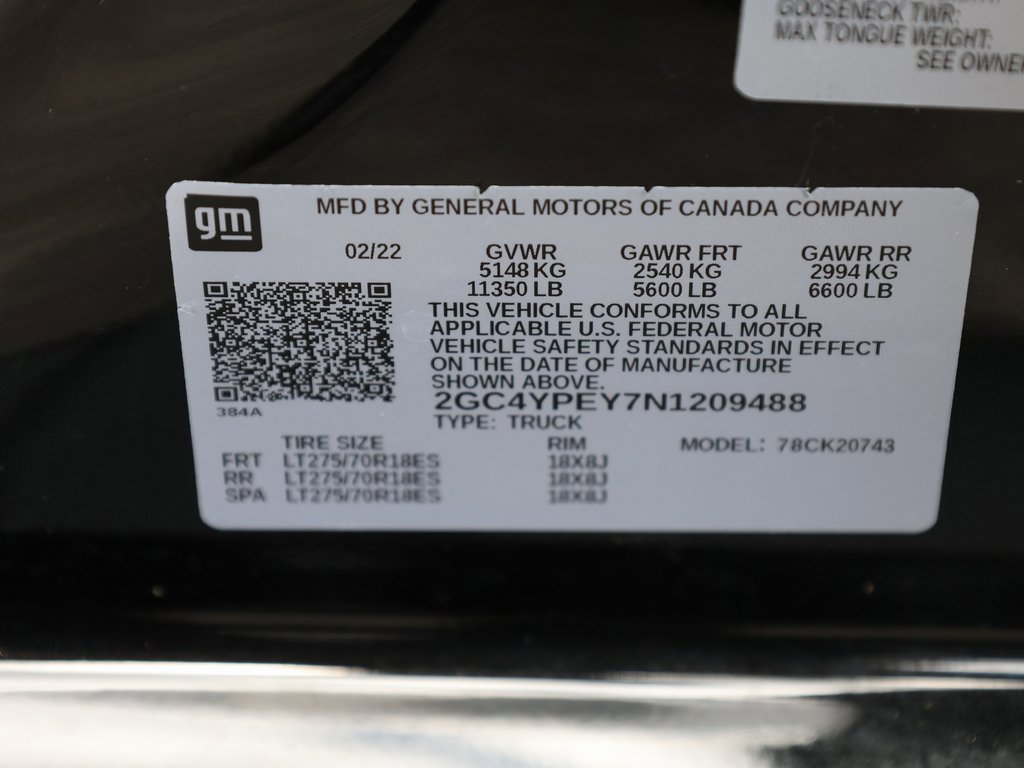 GOOSENECK TWR:
MAX TONGUE WEIGHT:
SEE OWNER
gm
MFD BY GENERAL MOTORS OF CANADA COMPANY
02/22 GVWR GAWR FRT GAWR RR
5148 KG 2540 KG 2994 KG
11350 LB 5600 LB 6600 LB
THIS VEHICLE CONFORMS TO ALL
APPLICABLE U.S. FEDERAL MOTOR
VEHICLE SAFETY STANDARDS IN EFFECT
ON THE DATE OF MANUFACTURE
SHOWN ABOVE.
384A
2GC4YPEY7N1209488
TYPE: TRUCK
TIRE SIZE RIM MODEL: 78CK20743
FRT LT275/70R18ES 18X8J
RR LT275/70R18ES 18X8J
SPA LT275/70R18ES 18X8J